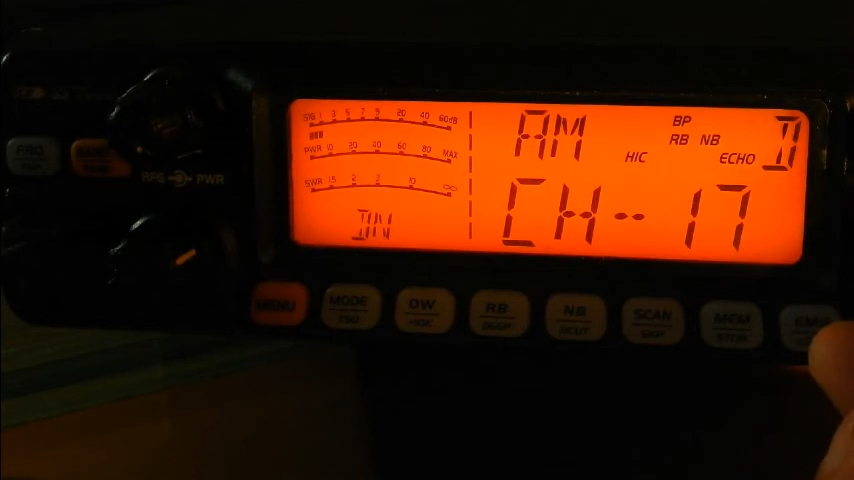 SIG 1 3 5 7 9 20 40 60dB
PWR 10 20 40 60 80 MAX
SWR 1.5 2 3 10 ∞
DN
AM
BP
RB NB
HIC ECHO
D
CH--17
RFG PWR
MENU
MODE
DW
RB
NB
SCAN
SKP
MEM